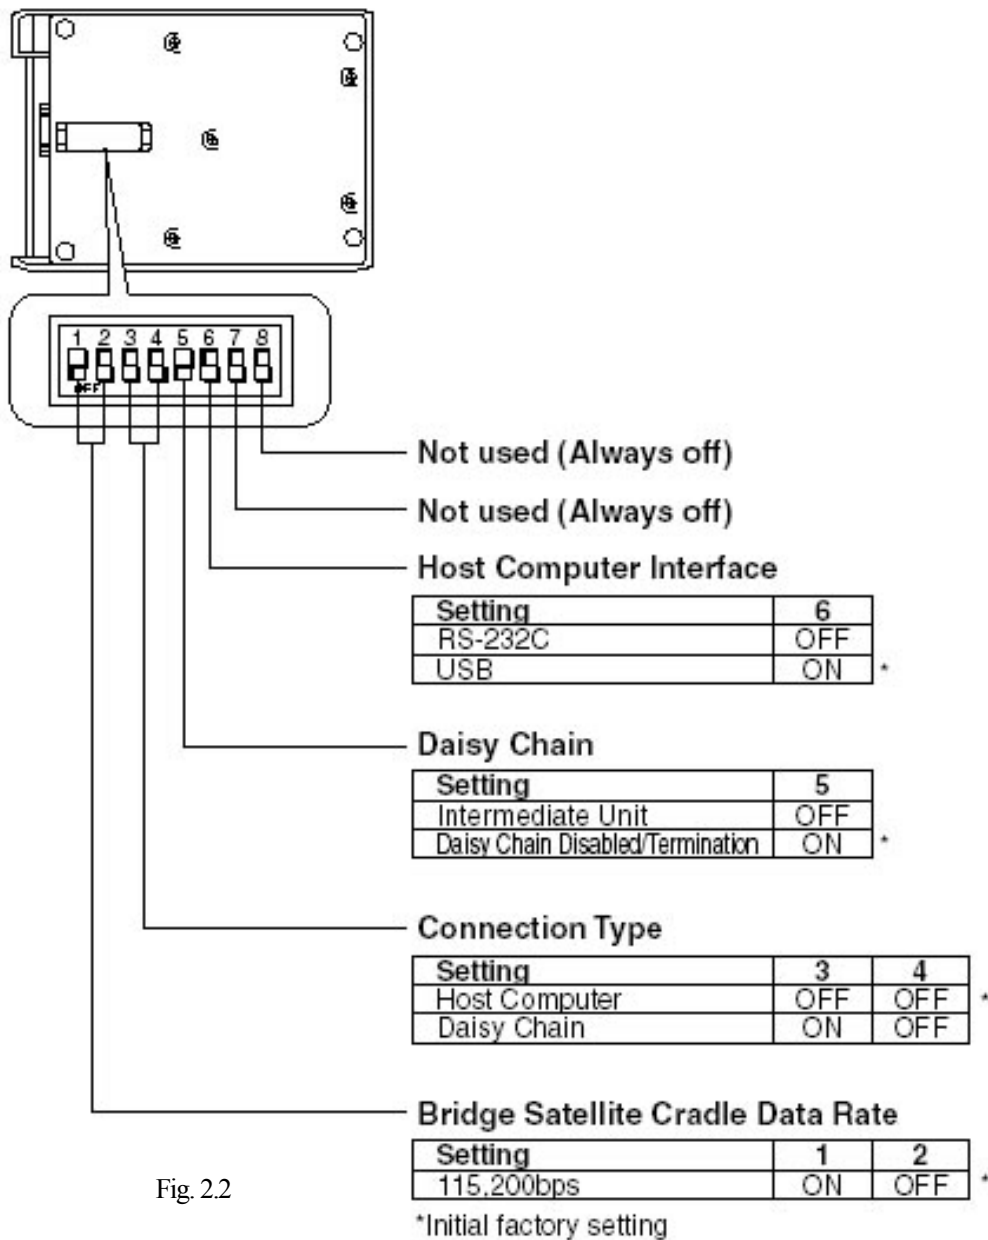 1 2 3 4 5 6 7 8
OFF
Not used (Always off)
Not used (Always off)
Host Computer Interface
Setting 6
RS-232C OFF
USB ON *
Daisy Chain
Setting 5
Intermediate Unit OFF
Daisy Chain Disabled/Termination ON *
Connection Type
Setting 3 4
Host Computer OFF OFF *
Daisy Chain ON OFF
Bridge Satellite Cradle Data Rate
Setting 1 2
115,200bps ON OFF *
*Initial factory setting
Fig. 2.2